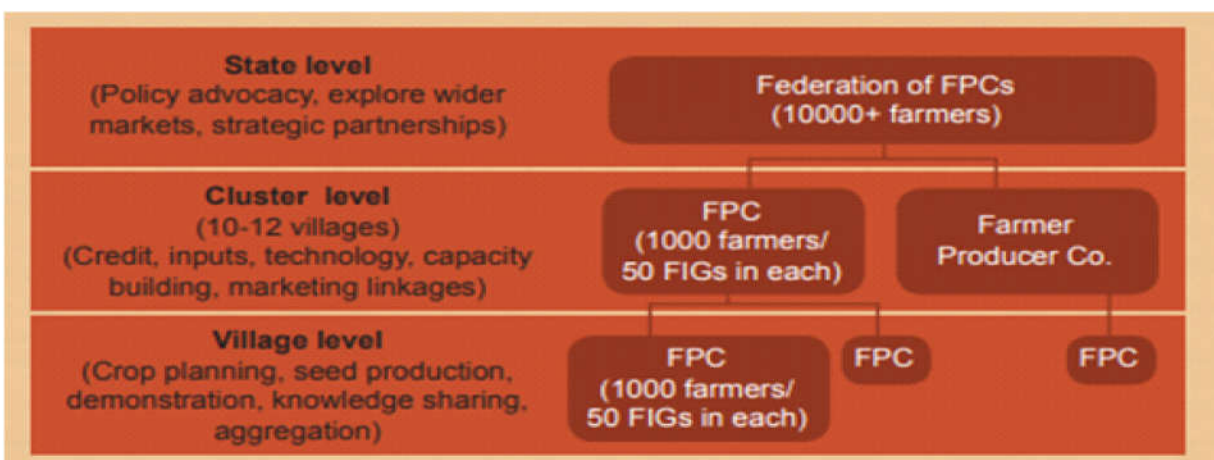 State level
(Policy advocacy, explore wider
markets, strategic partnerships)
Federation of FPCs
(10000+ farmers)
Cluster level
(10-12 villages)
(Credit, inputs, technology, capacity
building, marketing linkages)
FPC
(1000 farmers/
50 FIGs in each)
Farmer
Producer Co.
Village level
(Crop planning, seed production,
demonstration, knowledge sharing,
aggregation)
FPC
(1000 farmers/
50 FIGs in each)
FPC
FPC